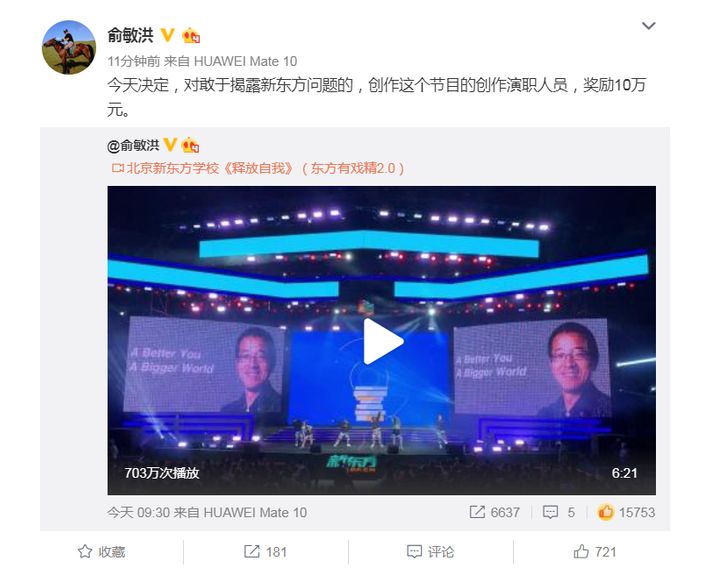 俞敏洪
11分钟前 来自 HUAWEI Mate 10
今天决定，对敢于揭露新东方问题的，创作这个节目的创作演职人员，奖励10万
元。
@俞敏洪
北京新东方学校《释放自我》（东方有戏精2.0）
A Better You
A Bigger World
A Better You
A Bigger World
新东方
703万次播放
6:21
今天 09:30 来自 HUAWEI Mate 10
6637
5
15753
收藏
181
评论
721